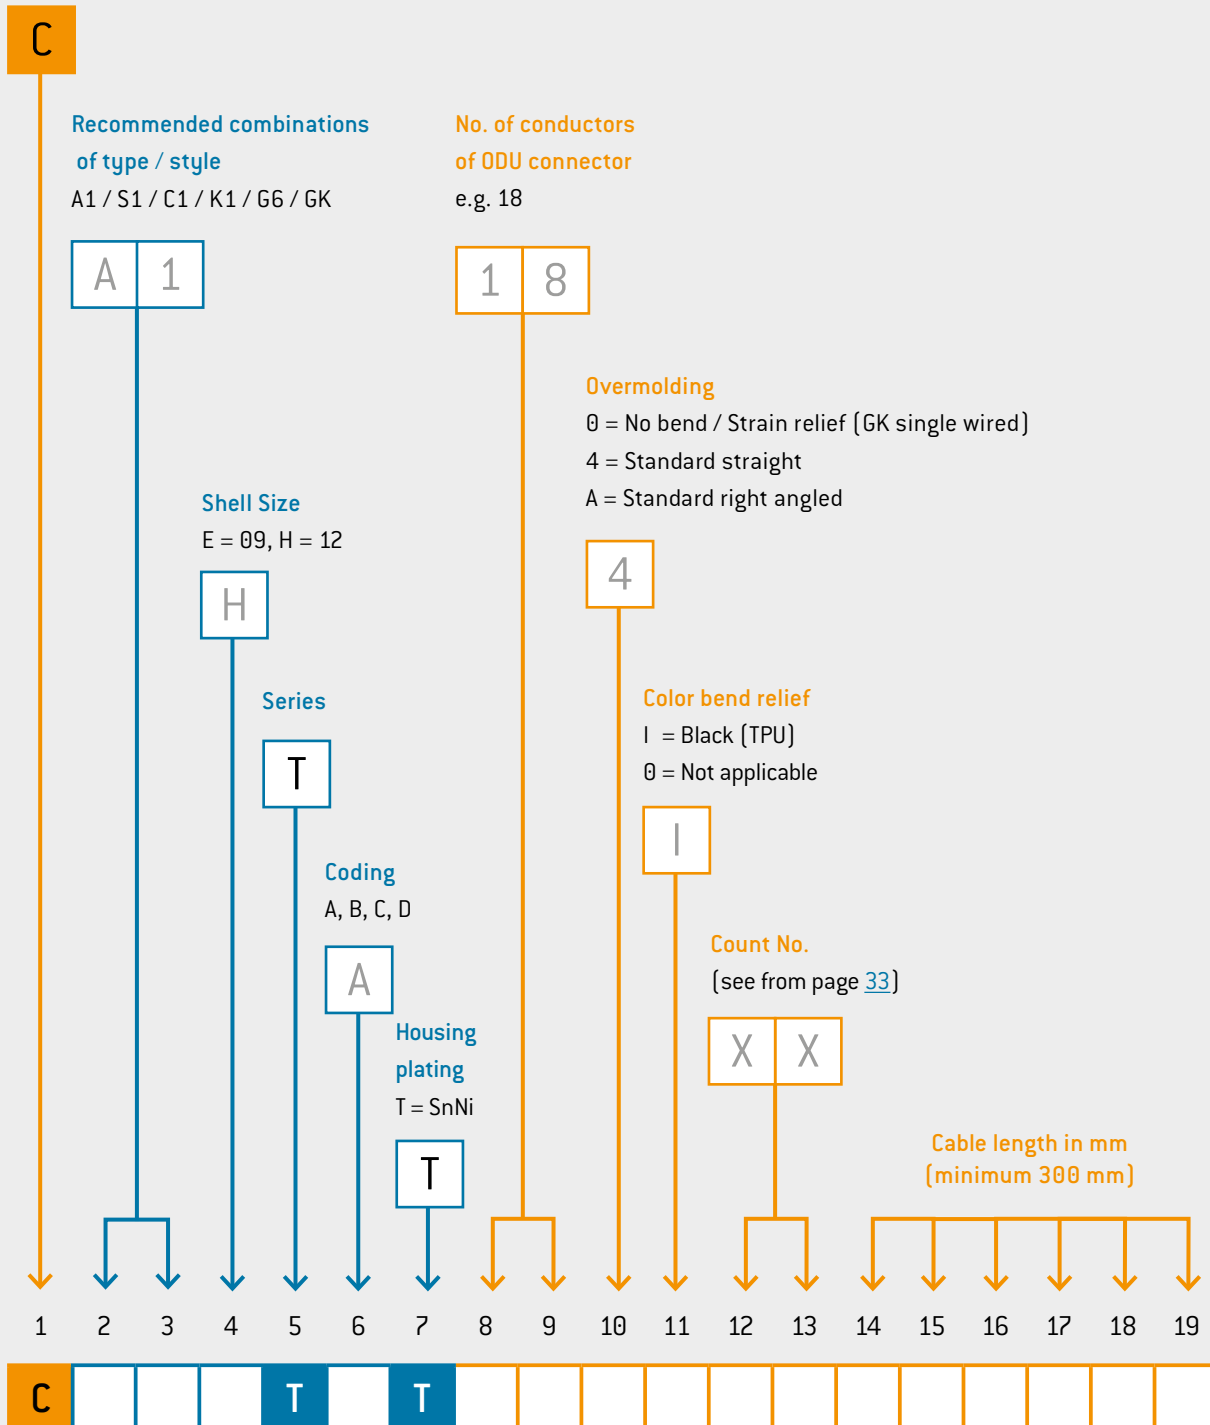 C
Recommended combinations
of type / style
A1 / S1 / C1 / K1 / G6 / GK
A 1
No. of conductors
of ODU connector
e.g. 18
1 8
Overmolding
0 = No bend / Strain relief (GK single wired)
4 = Standard straight
A = Standard right angled
4
Shell Size
E = 09, H = 12
H
Series
T
Color bend relief
I = Black (TPU)
0 = Not applicable
I
Coding
A, B, C, D
A
Count No.
(see from page 33)
X X
Housing
plating
T = SnNi
T
Cable length in mm
(minimum 300 mm)
1 2 3 4 5 6 7 8 9 10 11 12 13 14 15 16 17 18 19
C T T